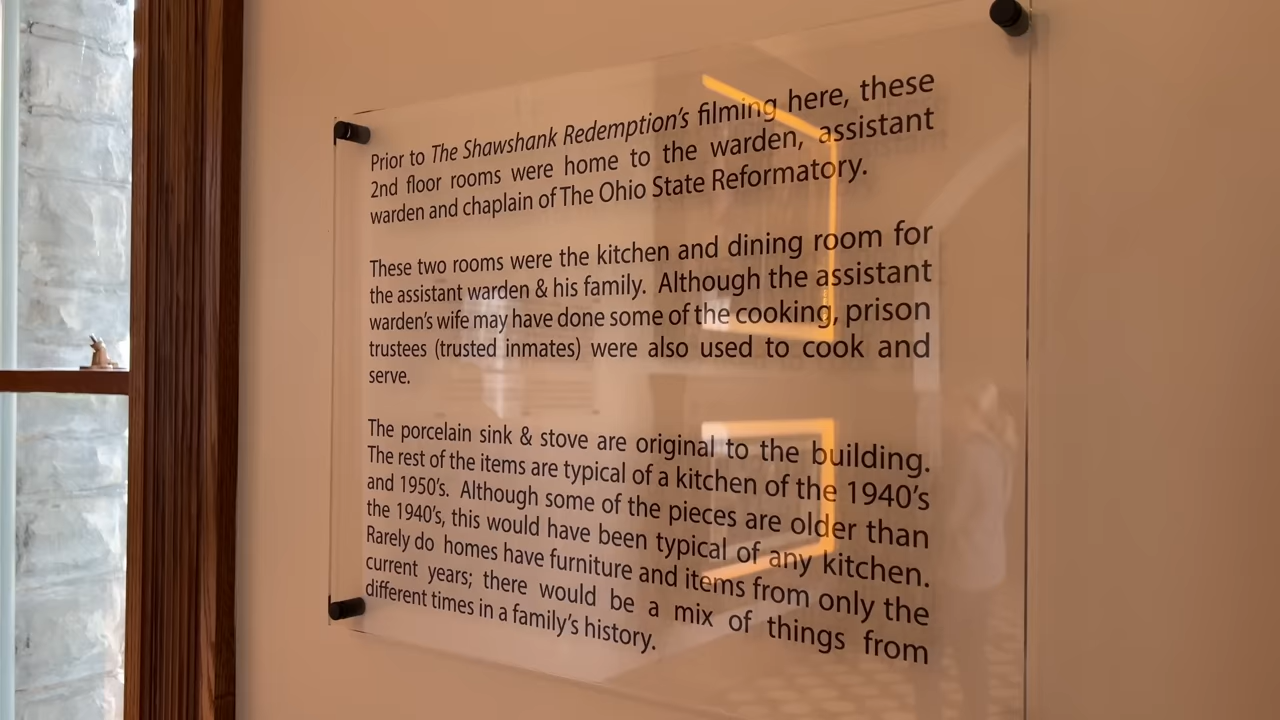 Prior to The Shawshank Redemption's filming here, these
2nd floor rooms were home to the warden, assistant
warden and chaplain of The Ohio State Reformatory.
These two rooms were the kitchen and dining room for
the assistant warden & his family. Although the assistant
warden's wife may have done some of the cooking, prison
trustees (trusted inmates) were also used to cook and
serve.
The porcelain sink & stove are original to the building.
The rest of the items are typical of a kitchen of the 1940's
and 1950's. Although some of the pieces are older than
the 1940's, this would have been typical of any kitchen.
Rarely do homes have furniture and items from only the
current years; there would be a mix of things from
different times in a family's history.